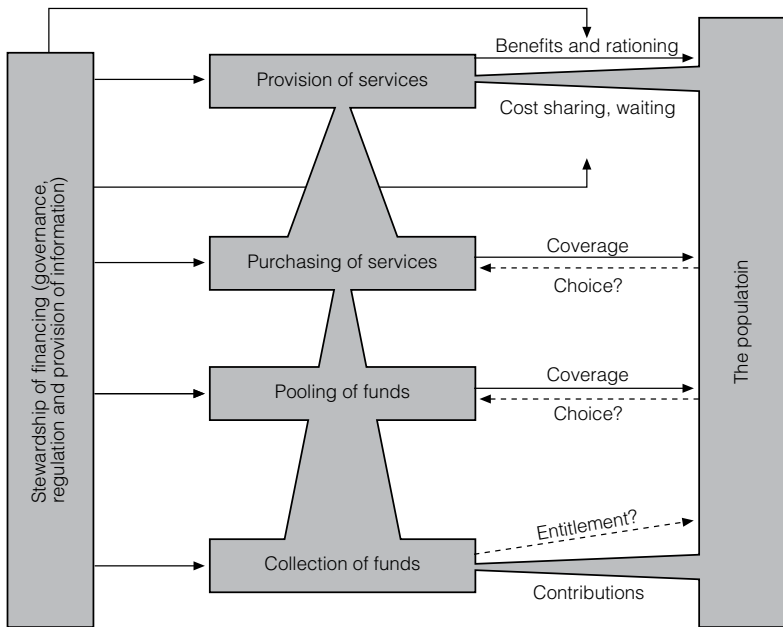 Benefits and rationing
Provision of services
Cost sharing, waiting
Stewardship of financing (governance,
regulation and provision of information)
Coverage
Purchasing of services
Choice?
The populatoin
Coverage
Pooling of funds
Choice?
Entitlement?
Collection of funds
Contributions